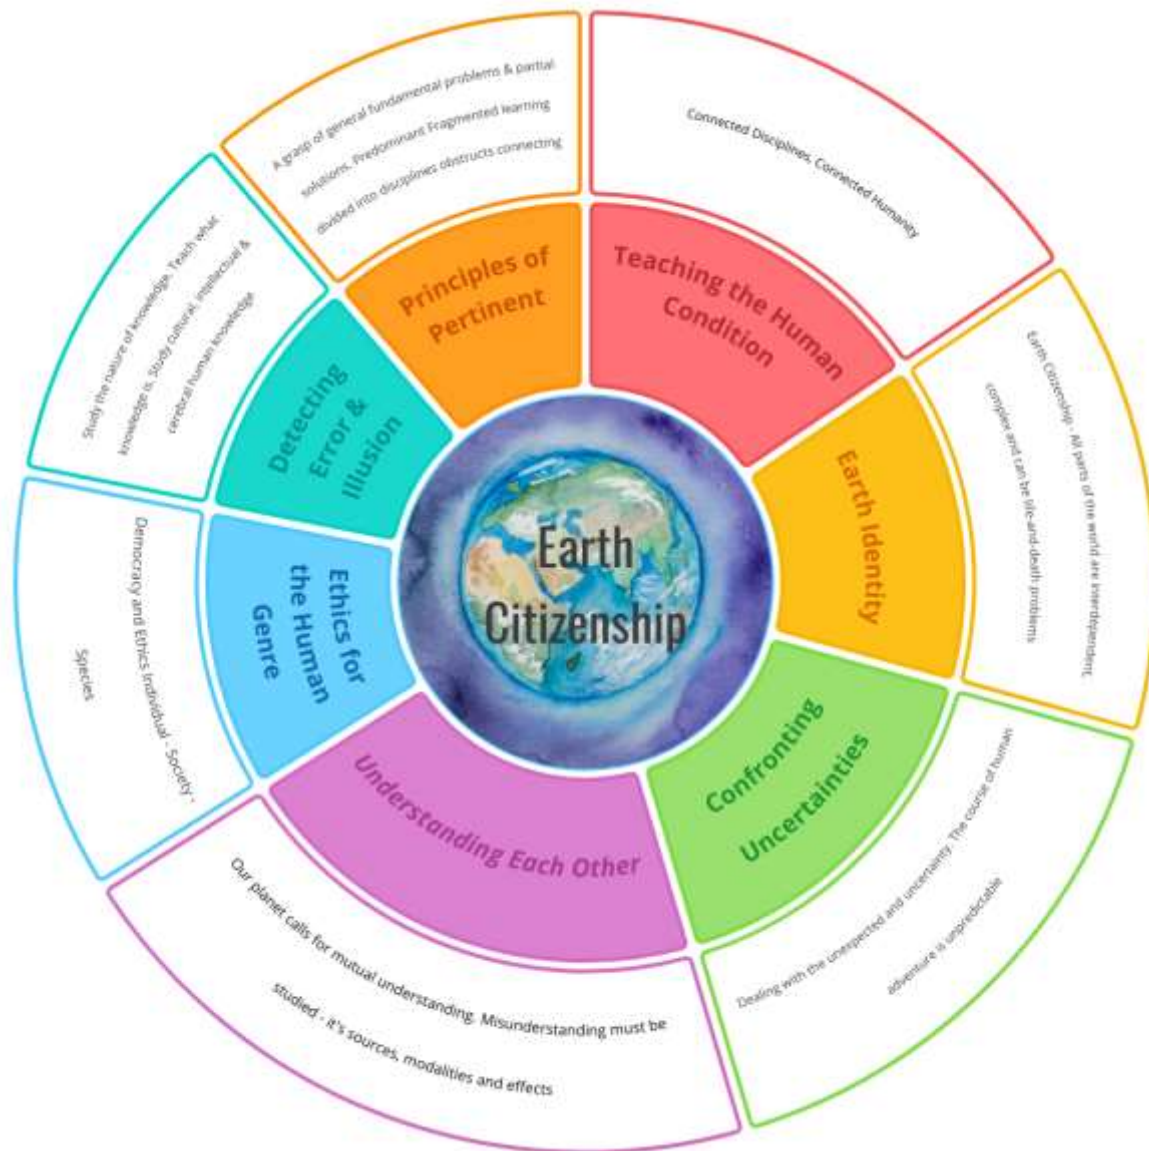 Earth
Citizenship
Teaching the Human
Condition
Connected Disciplines, Connected Humanity
Earth Identity
Earth Citizenship - All parts of the world are interdependent,
complex and can be life-and-death problems
Confronting
Uncertainties
Dealing with the unexpected and uncertainty. The course of human
adventure is unpredictable
Understanding Each Other
Our planet calls for mutual understanding. Misunderstanding must be
studied - it's sources, modalities and effects
Ethics for
the Human
Genre
Democracy and Ethics Individual - Society -
Species
Detecting
Error &
Illusion
Study the nature of knowledge. Teach what
knowledge is. Study cultural, intellectual &
cerebral human knowledge
Principles of
Pertinent
A grasp of general fundamental problems & partial
solutions. Predominant Fragmented learning
divided into disciplines obstructs connecting